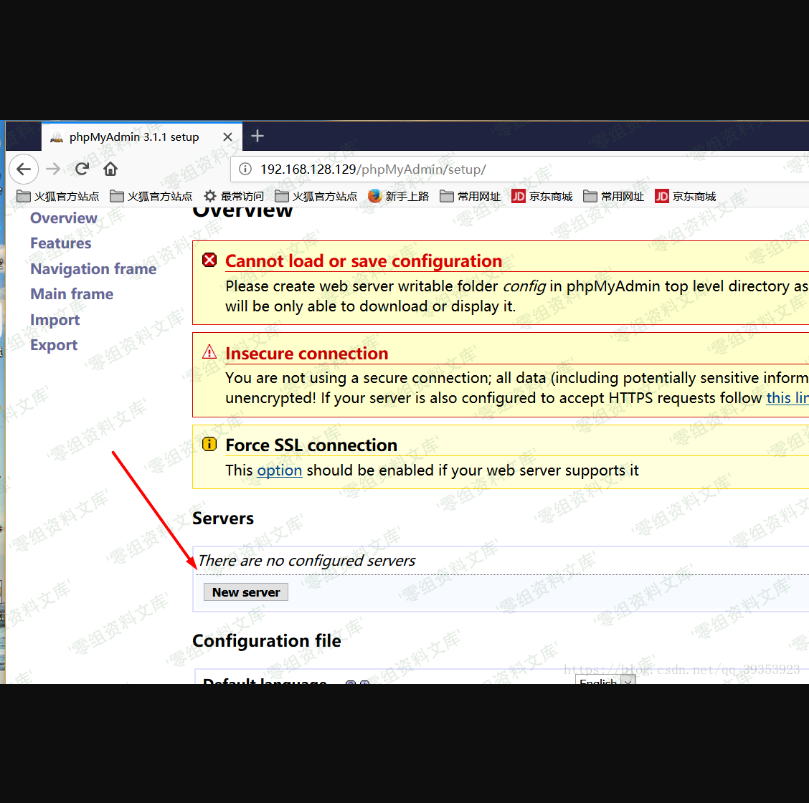 phpMyAdmin 3.1.1 setup
192.168.128.129/phpMyAdmin/setup/
火狐官方站点 火狐官方站点 最常访问 火狐官方站点 新手上路 常用网址 JD 京东商城 常用网址 JD 京东商城
Overview
Features
Navigation frame
Main frame
Import
Export
Overview
Cannot load or save configuration
Please create web server writable folder config in phpMyAdmin top level directory as
will be only able to download or display it.
Insecure connection
You are not using a secure connection; all data (including potentially sensitive inform
unencrypted! If your server is also configured to accept HTTPS requests follow this lin
Force SSL connection
This option should be enabled if your web server supports it
Servers
There are no configured servers
New server
Configuration file
Default language
English
零组资料文库
https://blog.csdn.net/qq_39353923